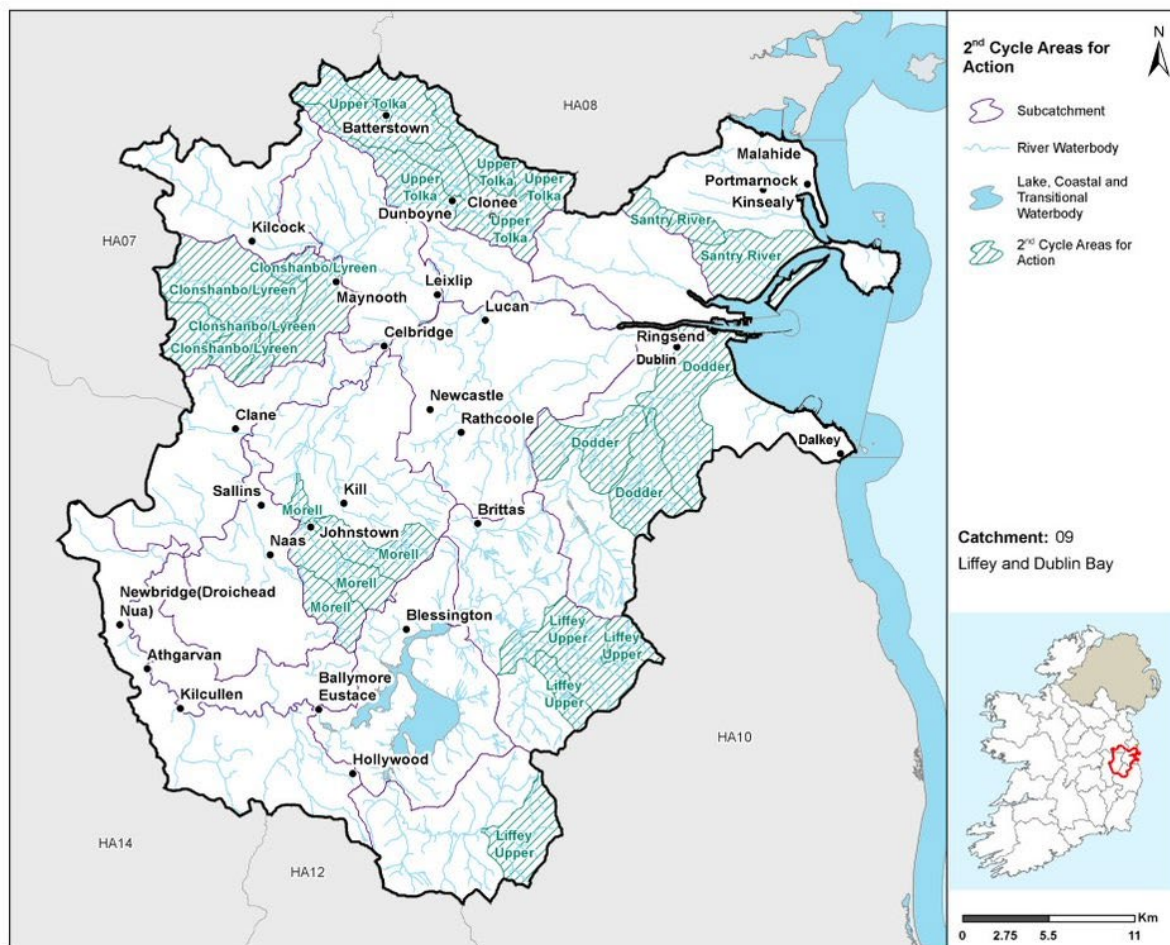 HA08
Upper Tolka
Batterstown
Upper
Tolka
Upper
Tolka
Upper
Tolka
Clonee
Dunboyne
Upper
Tolka
Malahide
Portmarnock
Kinsealy
Santry River
Santry River
HA07
Kilcock
Clonshanbo/Lyreen
Clonshanbo/Lyreen
Maynooth
Clonshanbo/Lyreen
Clonshanbo/Lyreen
Leixlip
Lucan
Celbridge
Ringsend
Dublin
Dodder
Newcastle
Rathcoole
Clane
Dodder
Dodder
Dalkey
Sallins
Kill
Morell
Johnstown
Naas
Morell
Morell
Morell
Brittas
Newbridge(Droichead
Nua)
Blessington
Liffey
Upper
Liffey
Upper
Liffey
Upper
Athgarvan
Kilcullen
Ballymore
Eustace
Hollywood
HA10
Liffey
Upper
HA14
HA12
2nd Cycle Areas for
Action
N
Subcatchment
River Waterbody
Lake, Coastal and
Transitional
Waterbody
2nd Cycle Areas for
Action
Catchment: 09
Liffey and Dublin Bay
Km
0 2.75 5.5 11